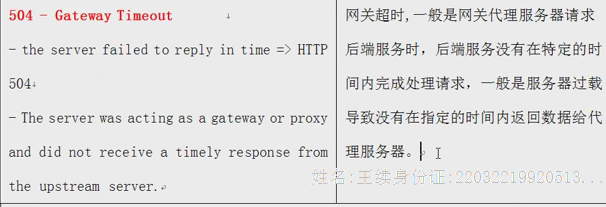 504 - Gateway Timeout
- the server failed to reply in time => HTTP
504
- The server was acting as a gateway or proxy
and did not receive a timely response from
the upstream server.
网关超时,一般是网关代理服务器请求
后端服务时，后端服务没有在特定的时
间内完成处理请求，一般是服务器过载
导致没有在指定的时间内返回数据给代
理服务器。
姓名:王续身份证:22032219920513...